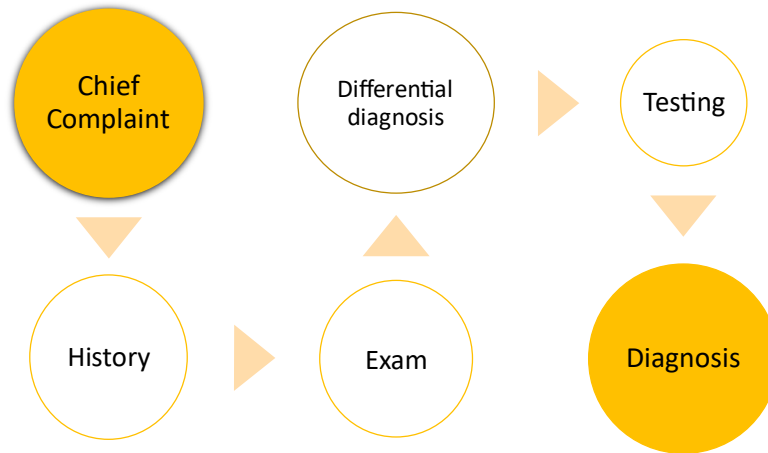 Chief
Complaint
History
Exam
Differential
diagnosis
Testing
Diagnosis